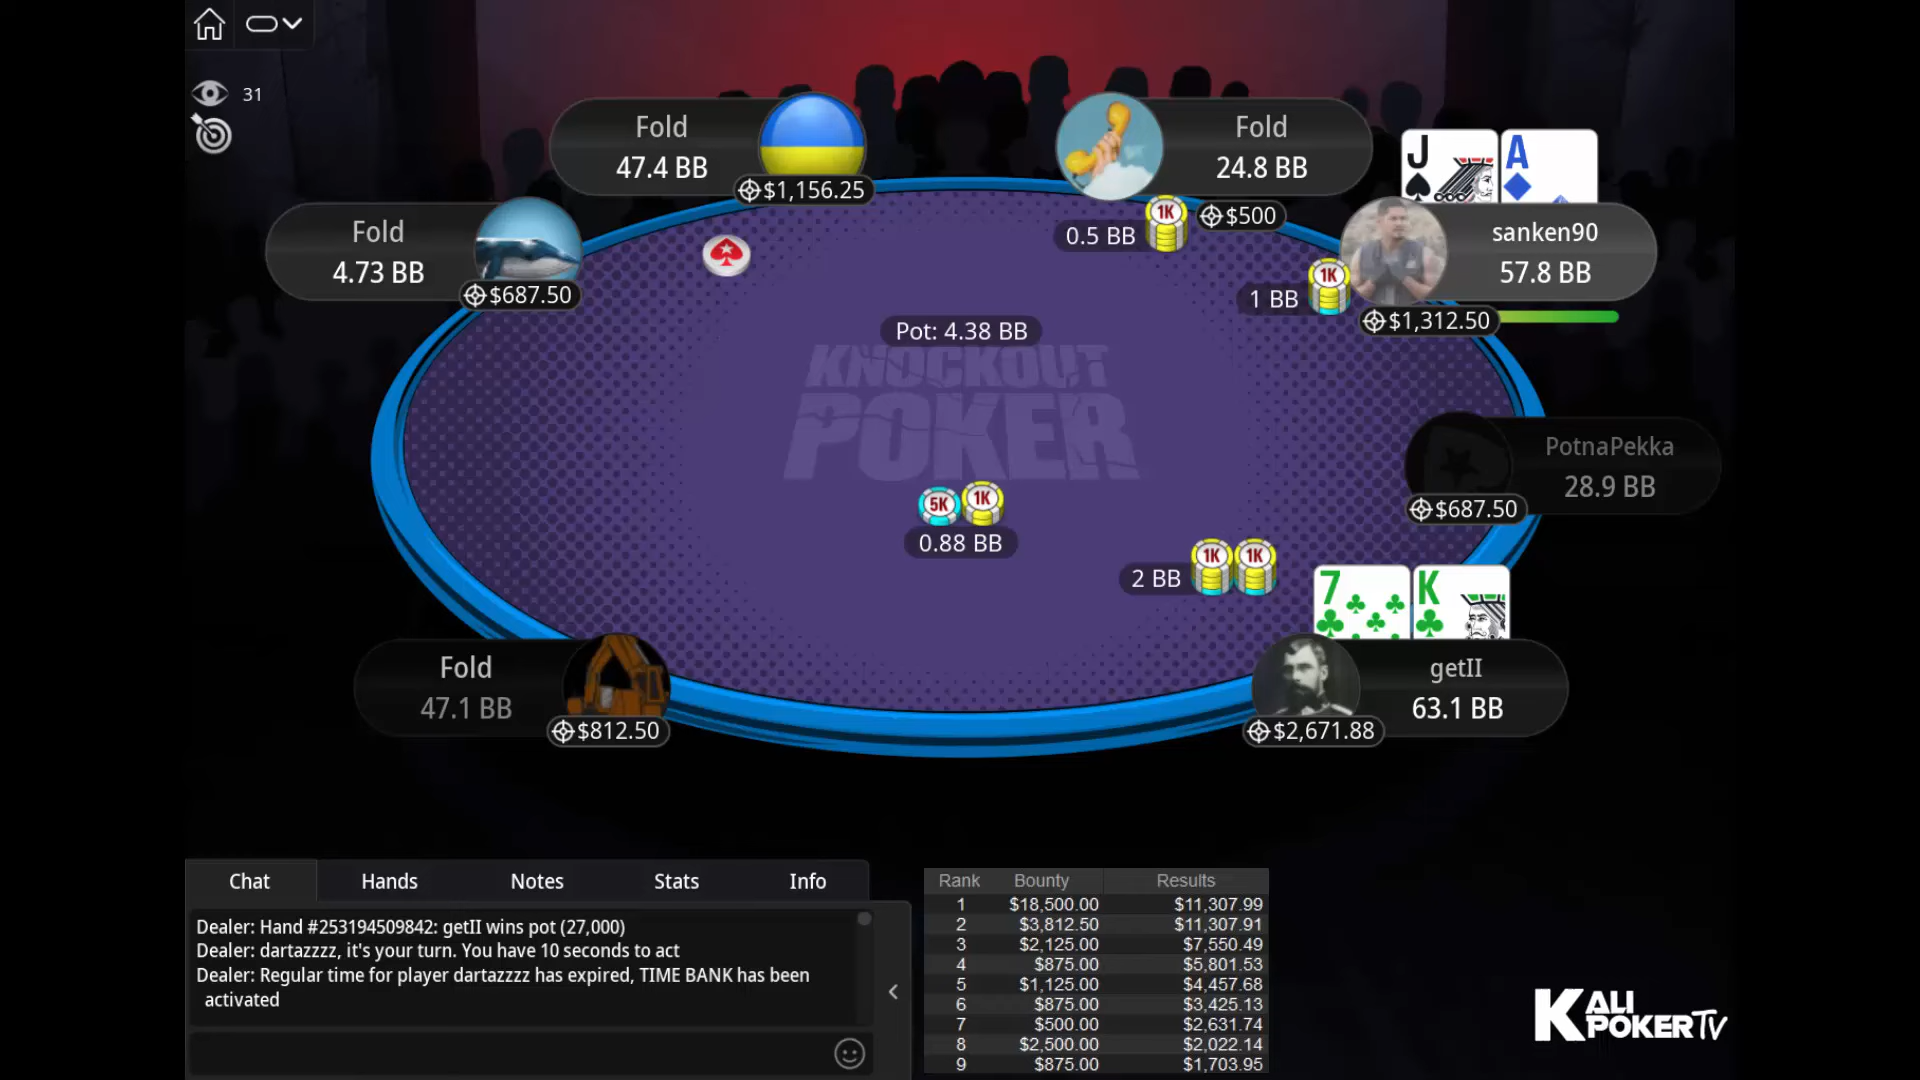 31
Fold
47.4 BB
$1,156.25
Fold
24.8 BB
$500
J A
Fold
4.73 BB
$687.50
0.5 BB
1K
sanken90
57.8 BB
$1,312.50
1 BB
1K
Pot: 4.38 BB
KNOCKOUT
POKER
PotnaPekka
28.9 BB
$687.50
5K 1K
0.88 BB
2 BB
1K 1K
7 K
Fold
47.1 BB
$812.50
getII
63.1 BB
$2,671.88
Chat Hands Notes Stats Info
Dealer: Hand #253194509842: getII wins pot (27,000)
Dealer: dartazzzz, it's your turn. You have 10 seconds to act
Dealer: Regular time for player dartazzzz has expired, TIME BANK has been
activated
Rank Bounty Results
1 $18,500.00 $11,307.99
2 $3,812.50 $11,307.91
3 $2,125.00 $7,550.49
4 $875.00 $5,801.53
5 $1,125.00 $4,457.68
6 $875.00 $3,425.13
7 $500.00 $2,631.74
8 $2,500.00 $2,022.14
9 $875.00 $1,703.95
KALI
POKERTV